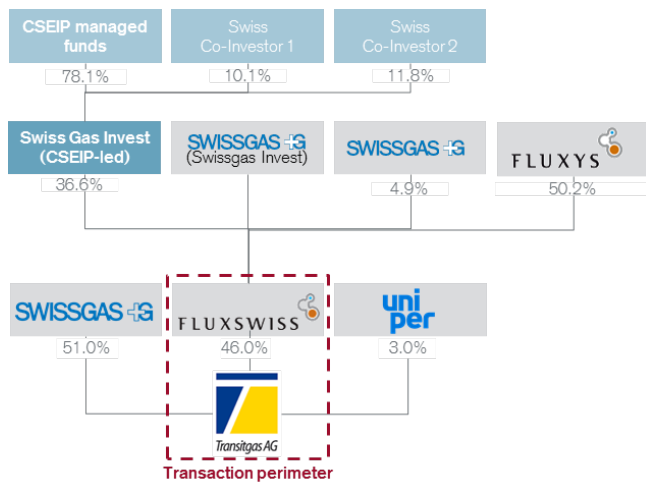 CSEIP managed
funds
Swiss
Co-Investor 1
Swiss
Co-Investor 2
78.1%
10.1%
11.8%
Swiss Gas Invest
(CSEIP-led)
SWISSGAS G
(Swissgas Invest)
SWISSGAS G
FLUXYS
36.6%
4.9%
50.2%
SWISSGAS G
FLUXSWISS
uni
per
51.0%
46.0%
3.0%
Transitgas AG
Transaction perimeter